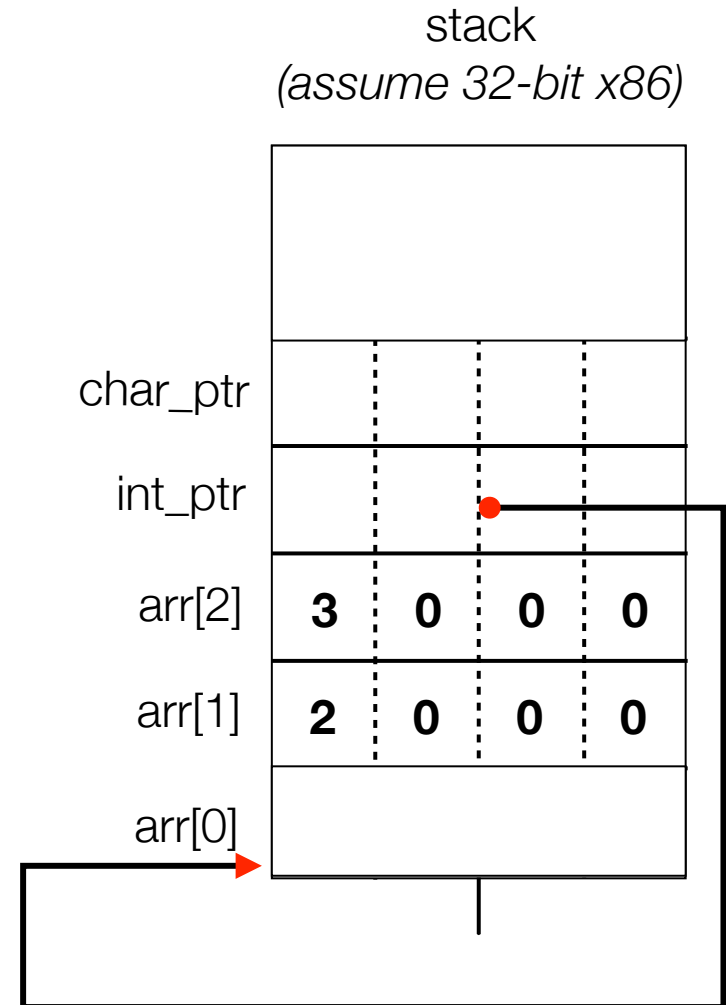 stack
(assume 32-bit x86)
char_ptr
int_ptr
arr[2] 3 0 0 0
arr[1] 2 0 0 0
arr[0]